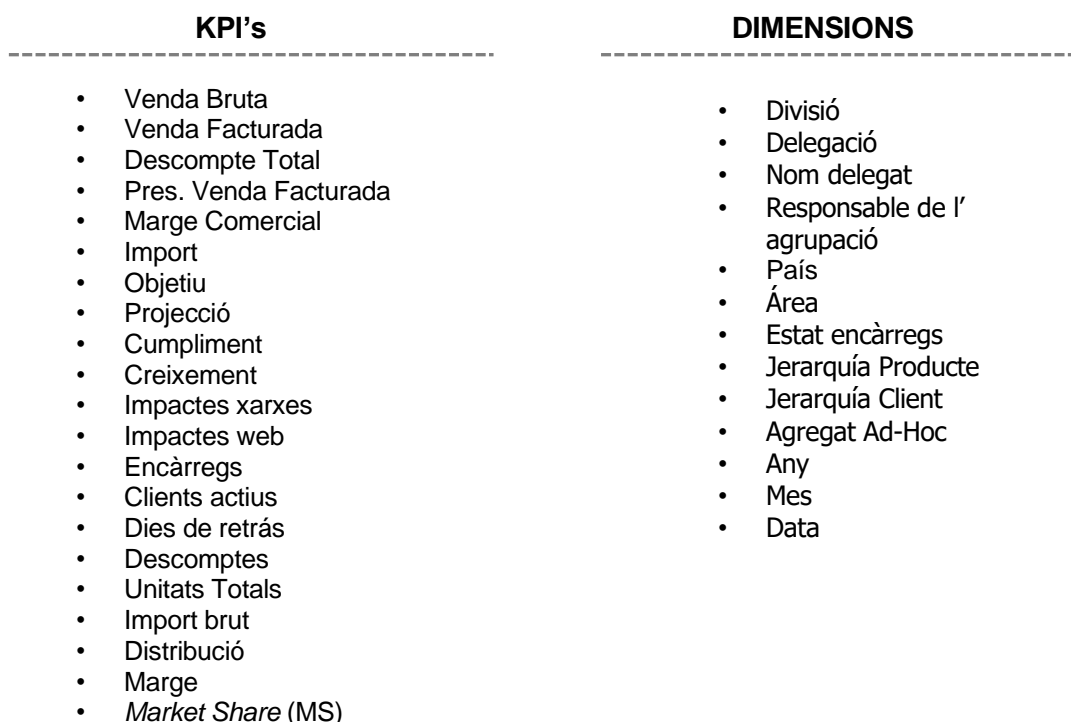 KPI’s
• Venda Bruta
• Venda Facturada
• Descompte Total
• Pres. Venda Facturada
• Marge Comercial
• Import
• Objetiu
• Projecció
• Cumpliment
• Creixement
• Impactes xarxes
• Impactes web
• Encàrregs
• Clients actius
• Dies de retrás
• Descomptes
• Unitats Totals
• Import brut
• Distribució
• Marge
• Market Share (MS)
DIMENSIONS
• Divisió
• Delegació
• Nom delegat
• Responsable de l’
agrupació
• País
• Área
• Estat encàrregs
• Jerarquía Producte
• Jerarquía Client
• Agregat Ad-Hoc
• Any
• Mes
• Data